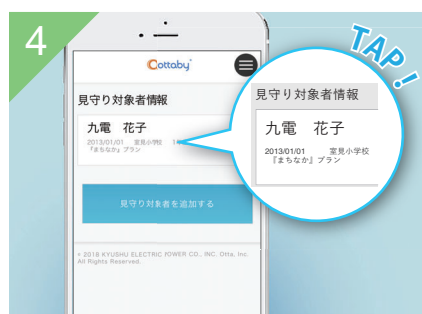 4
TAP!
Cottaby
見守り対象者情報
九電　花子
2013/01/01　室見小学校　1
『まちなか』プラン
見守り対象者を追加する
© 2018 KYUSHU ELECTRIC POWER CO., INC, Otta, Inc.
All Rights Reserved.
見守り対象者情報
九電　花子
2013/01/01　室見小学校
『まちなか』プラン